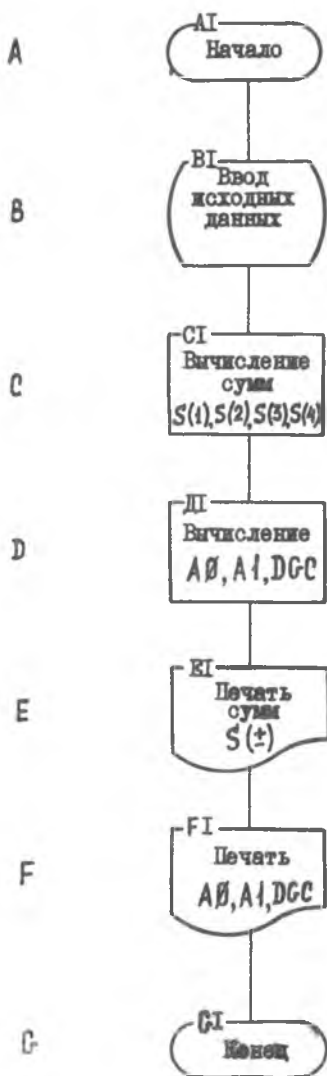 A
AI
Начало
B
BI
Ввод
исходных
данных
C
CI
Вычисление
сумм
S(1),S(2),S(3),S(4)
D
ДI
Вычисление
AØ, A1, DGC
E
EI
Печать
сумм
S(±)
F
FI
Печать
AØ, A1, DGC
G
GI
Конец